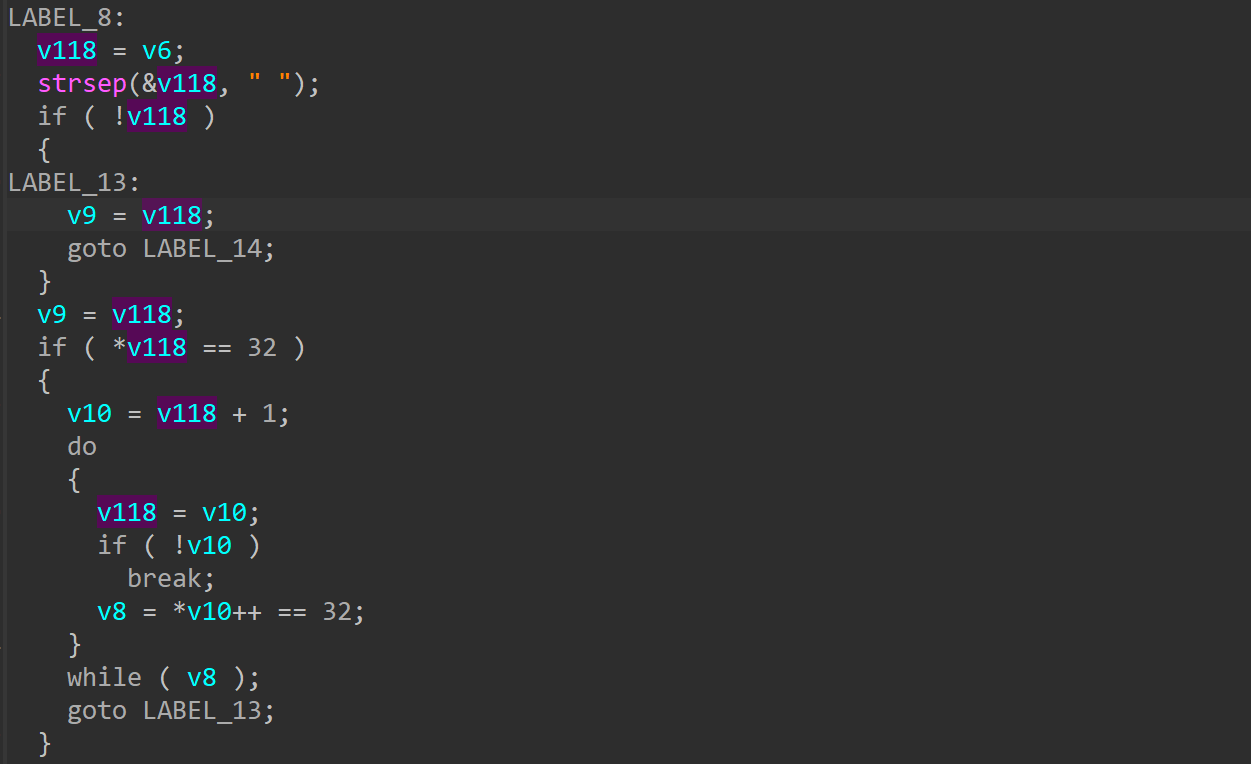 LABEL_8:
  v118 = v6;
  strsep(&v118, " ");
  if ( !v118 )
  {
LABEL_13:
    v9 = v118;
    goto LABEL_14;
  }
  v9 = v118;
  if ( *v118 == 32 )
  {
    v10 = v118 + 1;
    do
    {
      v118 = v10;
      if ( !v10 )
        break;
      v8 = *v10++ == 32;
    }
    while ( v8 );
    goto LABEL_13;
  }